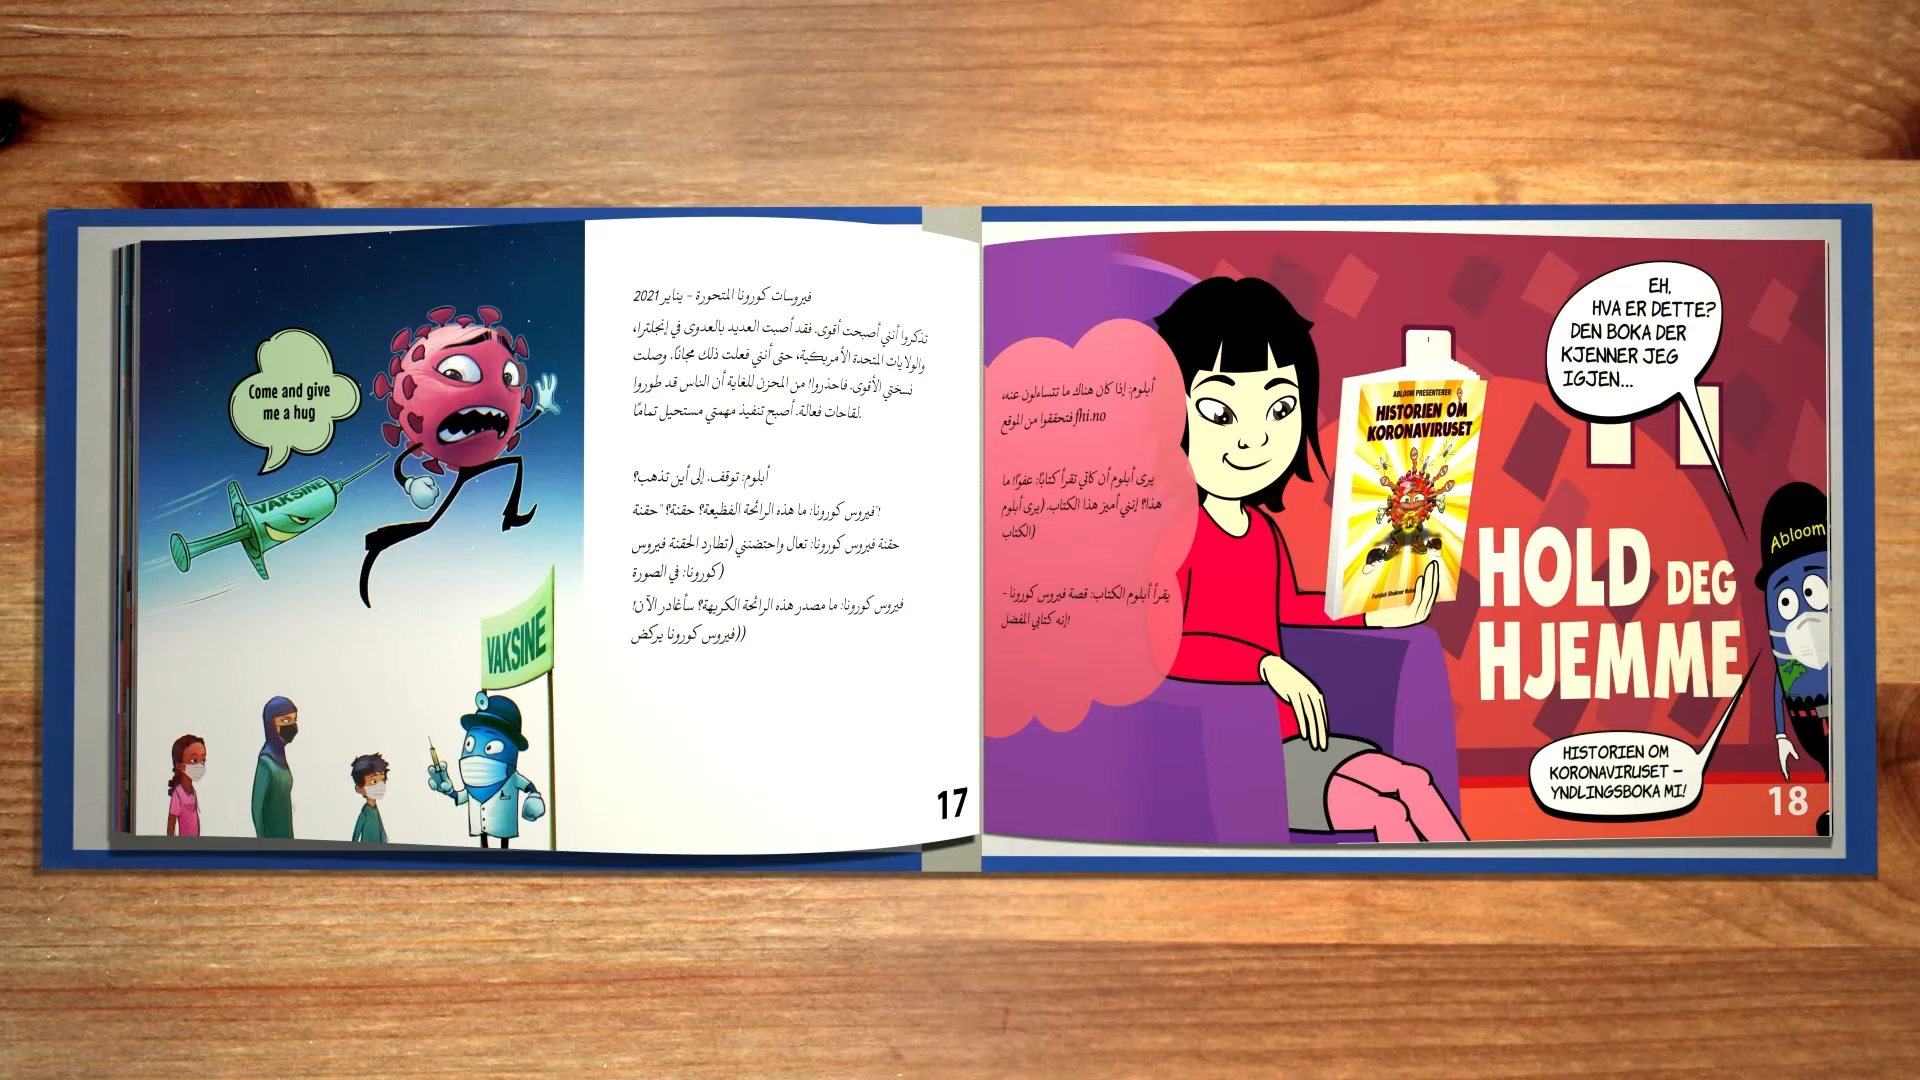 Come and give
me a hug
VAKSINE
VAKSINE
فيروسات كورونا المتحورة - يناير 2021
تذكروا أنني أصبحت أقوى. فقد أصبت العديد بالعدوى في إنجلترا،
والولايات المتحدة الأمريكية، حتى أنني فعلت ذلك مجانًا. وصلت
نسختي الأقوى. فاحذروا! من المحزن للغاية أن الناس قد طوروا
لقاحات فعالة. أصبح تنفيذ مهمتي مستحيل تمامًا.
أبلوم: توقف. إلى أين تذهب؟
فيروس كورونا: ما هذه الرائحة الفظيعة؟ حقنة؟ "حقنة"!
حقنة فيروس كورونا: تعال واحتضنني (تطارد الحقنة فيروس
كورونا: في الصورة)
فيروس كورونا: ما مصدر هذه الرائحة الكريهة؟ سأغادر الآن!
((فيروس كورونا يركض
17
أبلوم: إذا كان هناك ما تتساءلون عنه،
فتحققوا من الموقع fhi.no
يرى أبلوم أن كاتي تقرأ كتابًا: عفوًا! ما
هذا؟ إنني أميز هذا الكتاب. (يرى أبلوم
الكتاب)
يقرأ أبلوم الكتاب: قصة فيروس كورونا -
إنه كتابي المفضل!
ABLOOM PRESENTERER
HISTORIEN OM
KORONAVIRUSET
EH,
HVA ER DETTE?
DEN BOKA DER
KJENNER JEG
IGJEN...
HOLD DEG
HJEMME
Abloom
HISTORIEN OM
KORONAVIRUSET –
YNDLINGSBOKA MI!
18